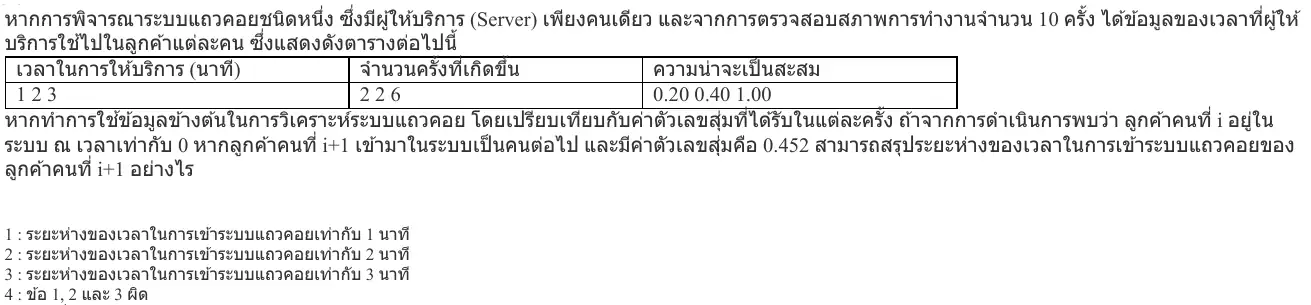 หากการพิจารณาระบบแถวคอยชนิดหนึ่ง ซึ่งมีผู้ให้บริการ (Server) เพียงคนเดียว และจากการตรวจสอบสภาพการทำงานจำนวน 10 ครั้ง ได้ข้อมูลของเวลาที่ผู้ให้
บริการใช้ไปในลูกค้าแต่ละคน ซึ่งแสดงดังตารางต่อไปนี้
เวลาในการให้บริการ (นาที) จำนวนครั้งที่เกิดขึ้น ความน่าจะเป็นสะสม
1 2 3 2 2 6 0.20 0.40 1.00
หากทำการใช้ข้อมูลข้างต้นในการวิเคราะห์ระบบแถวคอย โดยเปรียบเทียบกับค่าตัวเลขสุ่มที่ได้รับในแต่ละครั้ง ถ้าจากการดำเนินการพบว่า ลูกค้าคนที่ i อยู่ใน
ระบบ ณ เวลาเท่ากับ 0 หากลูกค้าคนที่ i+1 เข้ามาในระบบเป็นคนต่อไป และมีค่าตัวเลขสุ่มคือ 0.452 สามารถสรุประยะห่างของเวลาในการเข้าระบบแถวคอยของ
ลูกค้าคนที่ i+1 อย่างไร
1 : ระยะห่างของเวลาในการเข้าระบบแถวคอยเท่ากับ 1 นาที
2 : ระยะห่างของเวลาในการเข้าระบบแถวคอยเท่ากับ 2 นาที
3 : ระยะห่างของเวลาในการเข้าระบบแถวคอยเท่ากับ 3 นาที
4 : ข้อ 1, 2 และ 3 ผิด